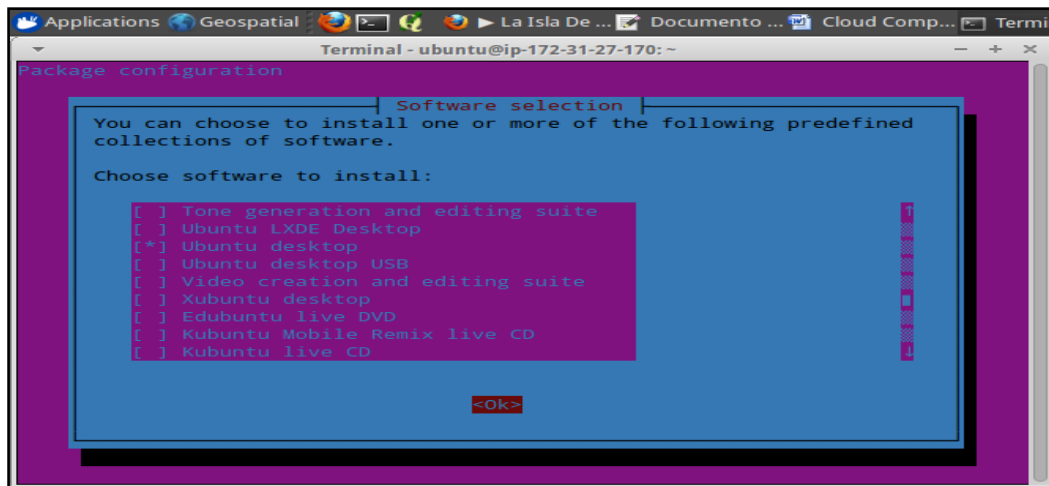 Applications Geospatial La Isla De ... Documento ... Cloud Comp... Termi
Terminal - ubuntu@ip-172-31-27-170: ~
Package configuration
Software selection
You can choose to install one or more of the following predefined
collections of software.
Choose software to install:
[ ] Tone generation and editing suite
[ ] Ubuntu LXDE Desktop
[*] Ubuntu desktop
[ ] Ubuntu desktop USB
[ ] Video creation and editing suite
[ ] Xubuntu desktop
[ ] Edubuntu live DVD
[ ] Kubuntu Mobile Remix live CD
[ ] Kubuntu live CD
<Ok>